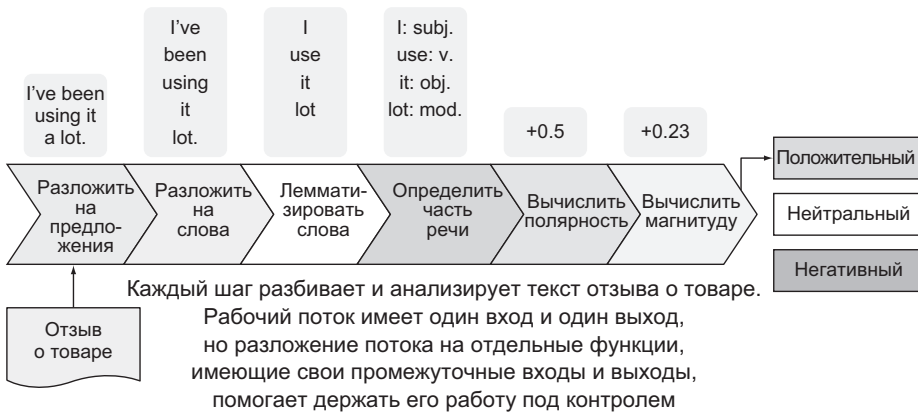 I've been
using it
a lot.
I've
been
using
it
lot.
I
use
it
lot
I: subj.
use: v.
it: obj.
lot: mod.
+0.5
+0.23
Разложить
на
предло-
жения
Разложить
на
слова
Леммати-
зировать
слова
Определить
часть
речи
Вычислить
полярность
Вычислить
магнитуду
Положительный
Нейтральный
Негативный
Отзыв
о товаре
Каждый шаг разбивает и анализирует текст отзыва о товаре.
Рабочий поток имеет один вход и один выход,
но разложение потока на отдельные функции,
имеющие свои промежуточные входы и выходы,
помогает держать его работу под контролем